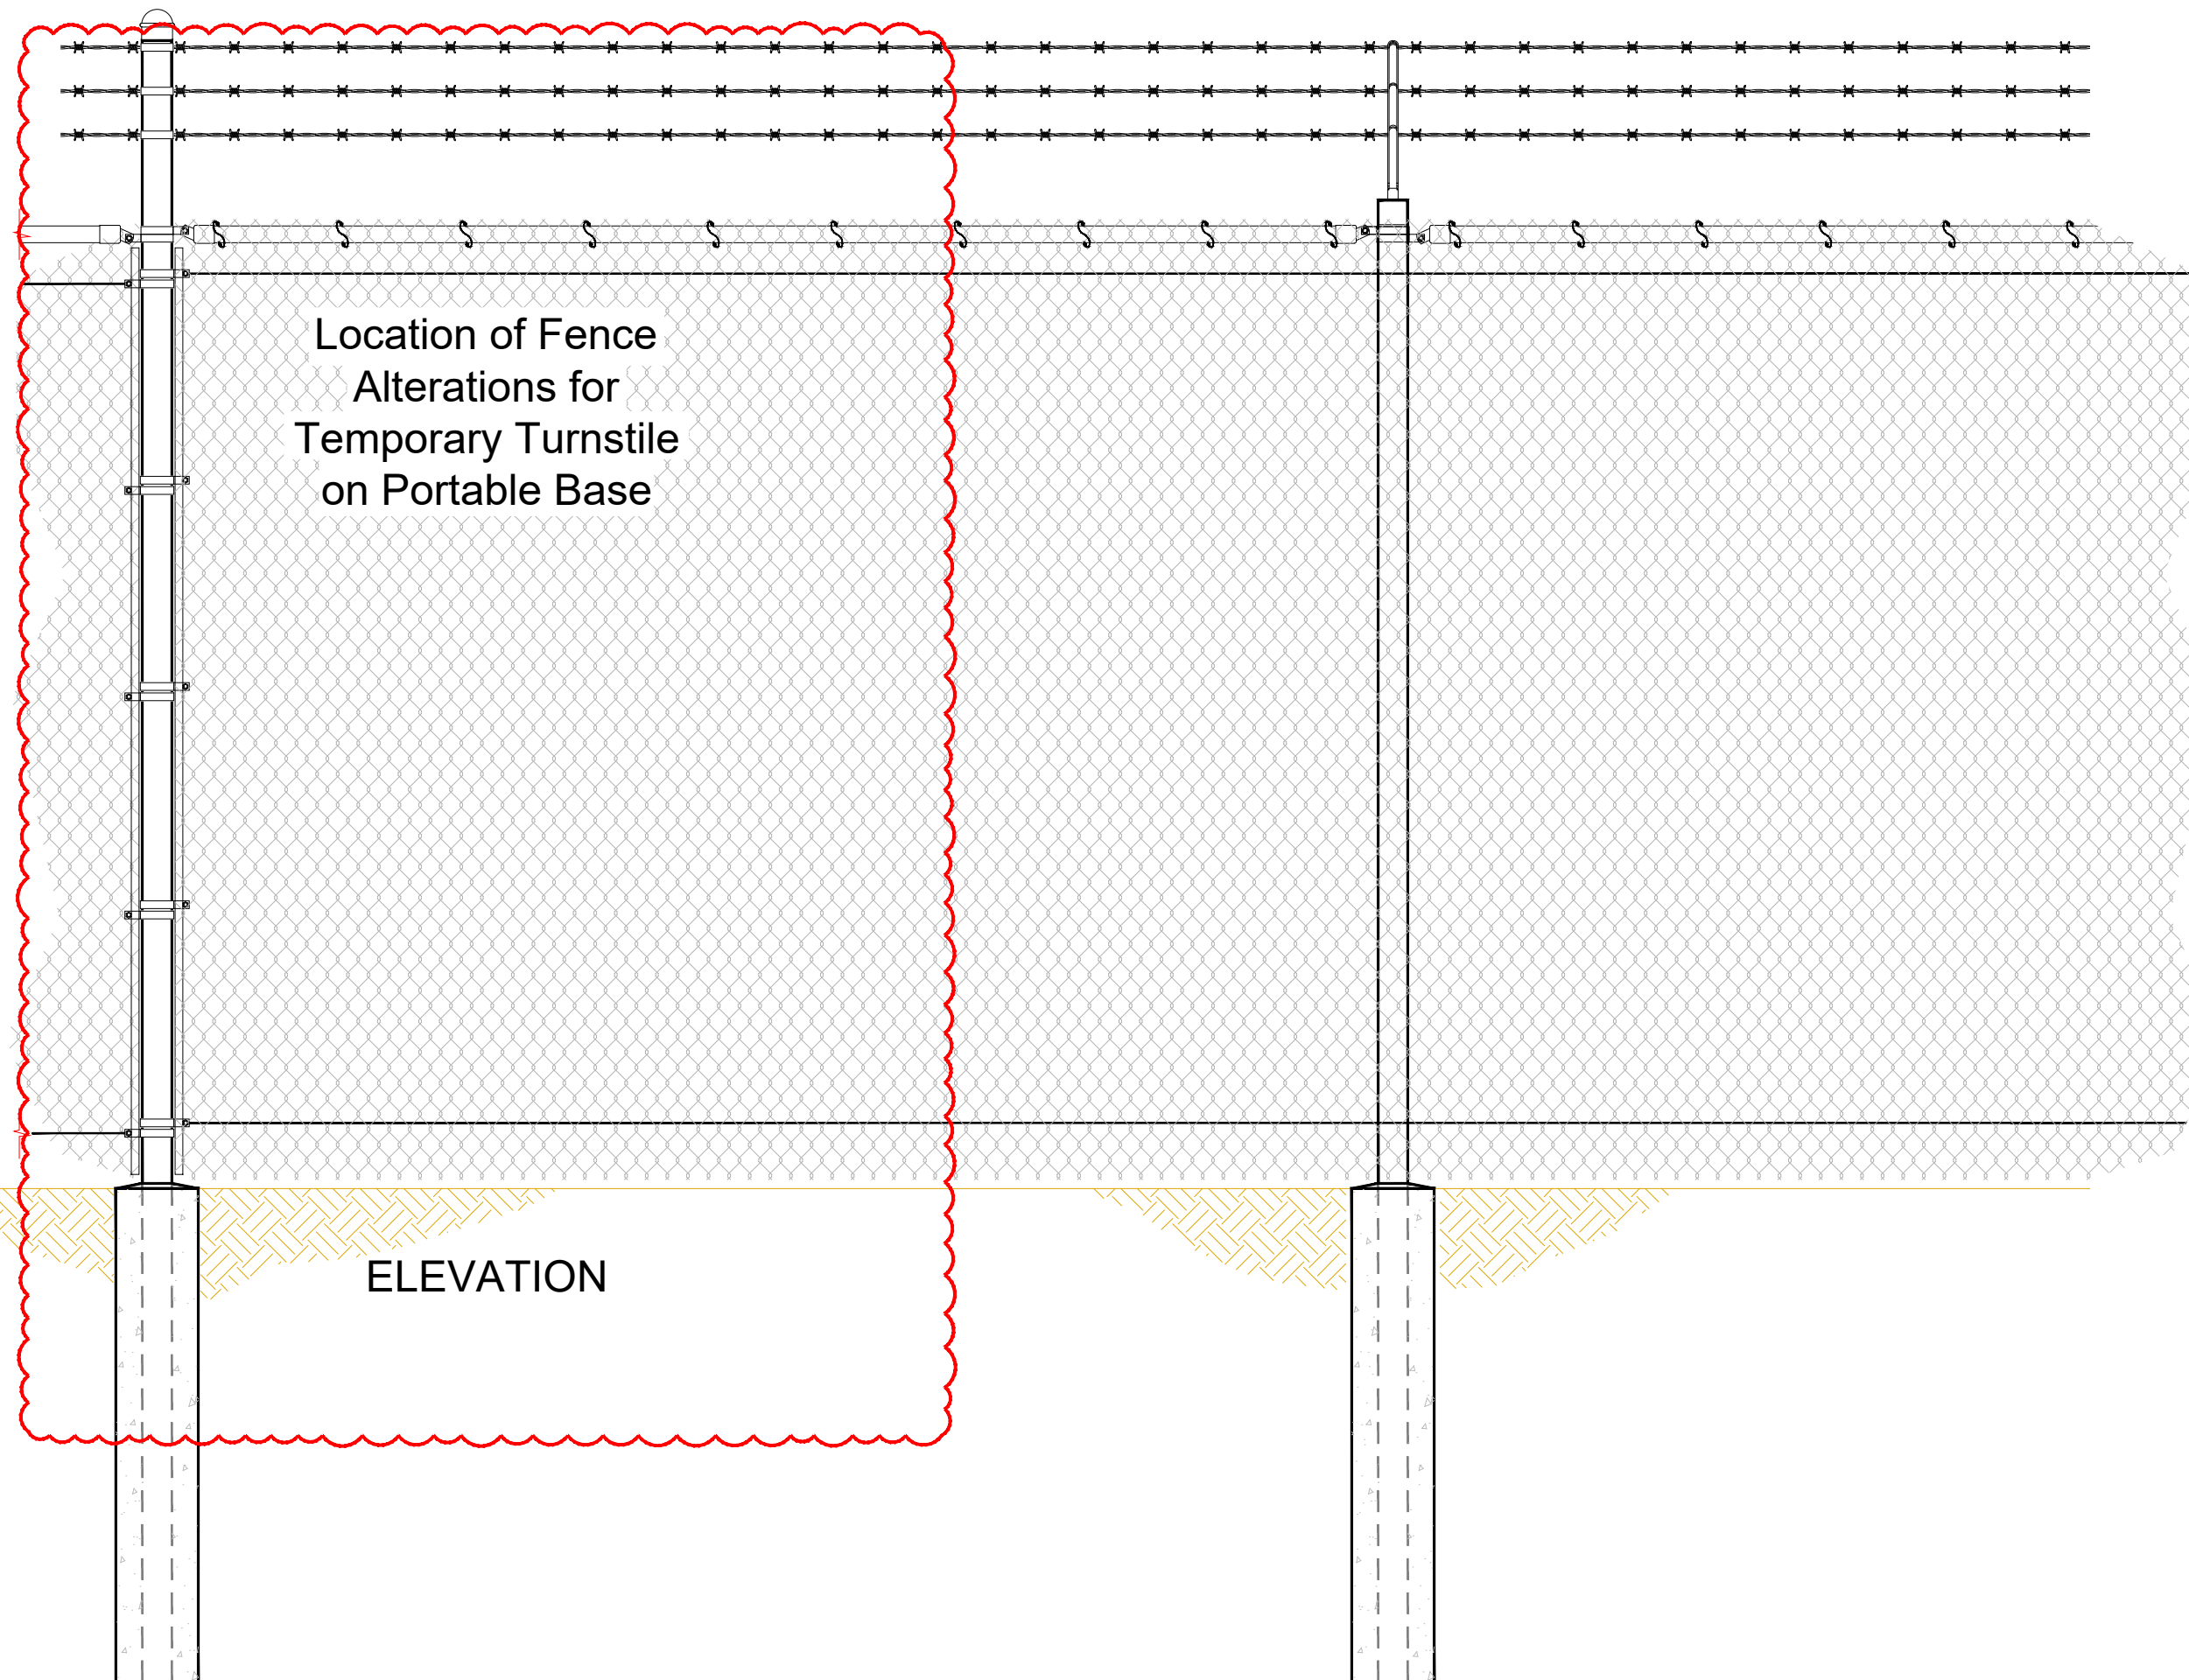 Location of Fence
Alterations for
Temporary Turnstile
on Portable Base
ELEVATION